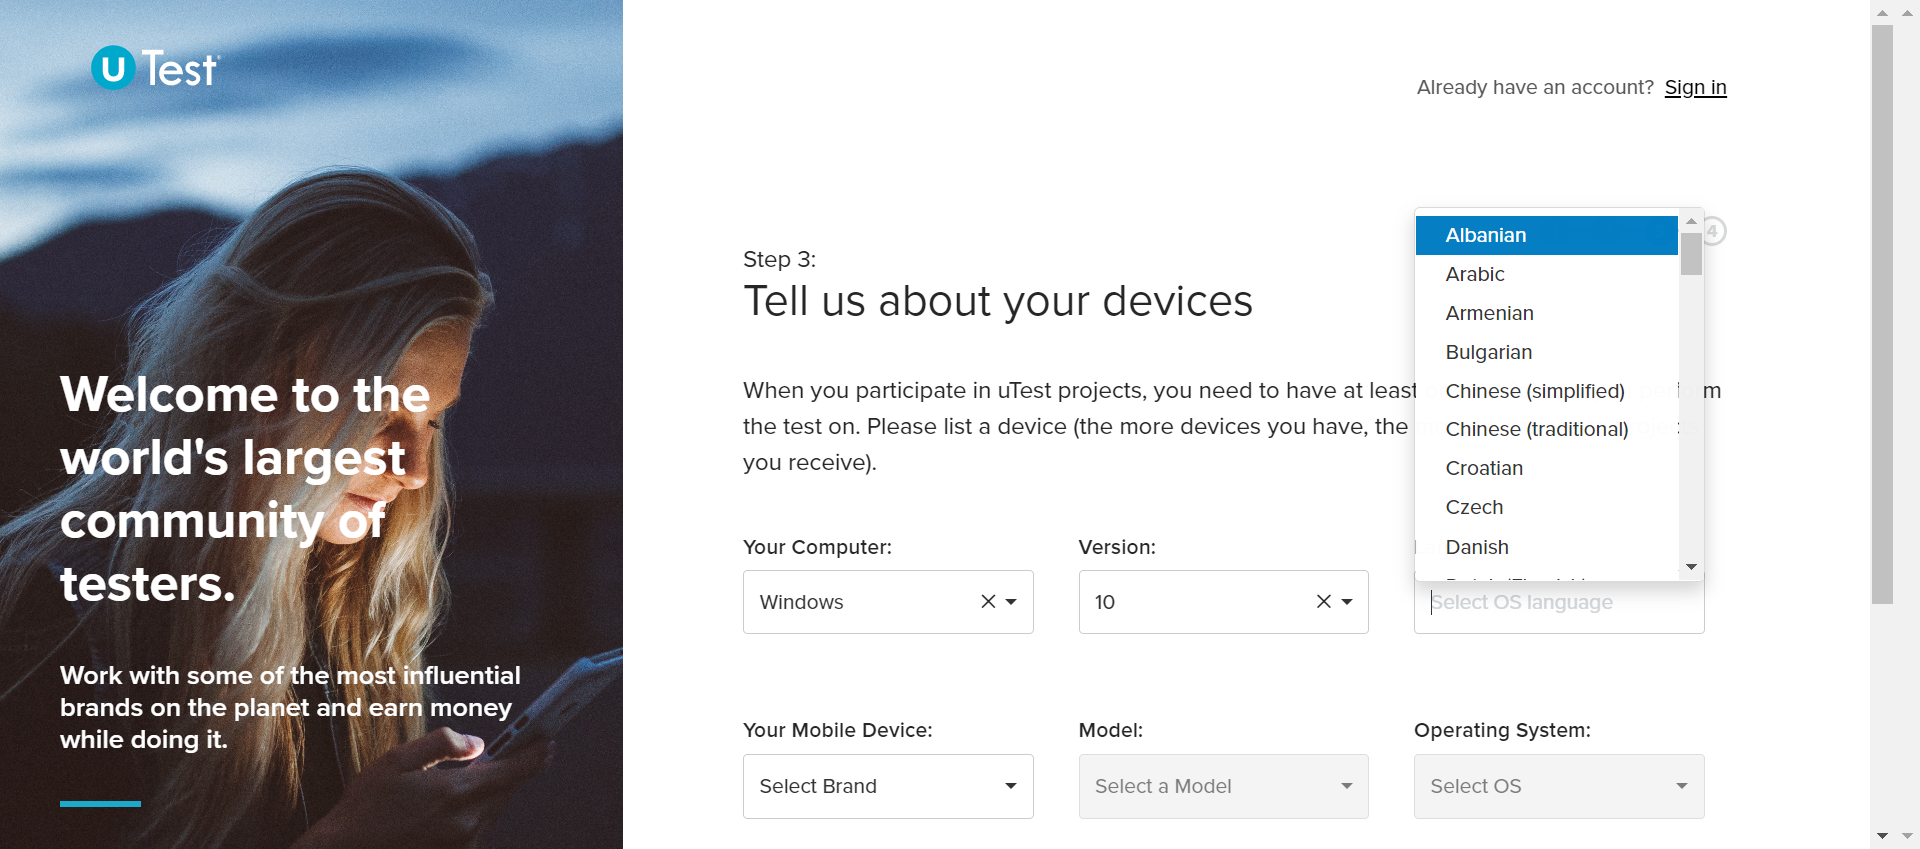 uTest
Already have an account? Sign in
4
Step 3:
Tell us about your devices
When you participate in uTest projects, you need to have at least
the test on. Please list a device (the more devices you have, the
you receive).
Albanian
Arabic
Armenian
Bulgarian
Chinese (simplified)
Chinese (traditional)
Croatian
Czech
Danish
Your Computer:
Version:
Windows
10
Select OS language
Your Mobile Device:
Model:
Operating System:
Select Brand
Select a Model
Select OS
Welcome to the
world's largest
community of
testers.
Work with some of the most influential
brands on the planet and earn money
while doing it.